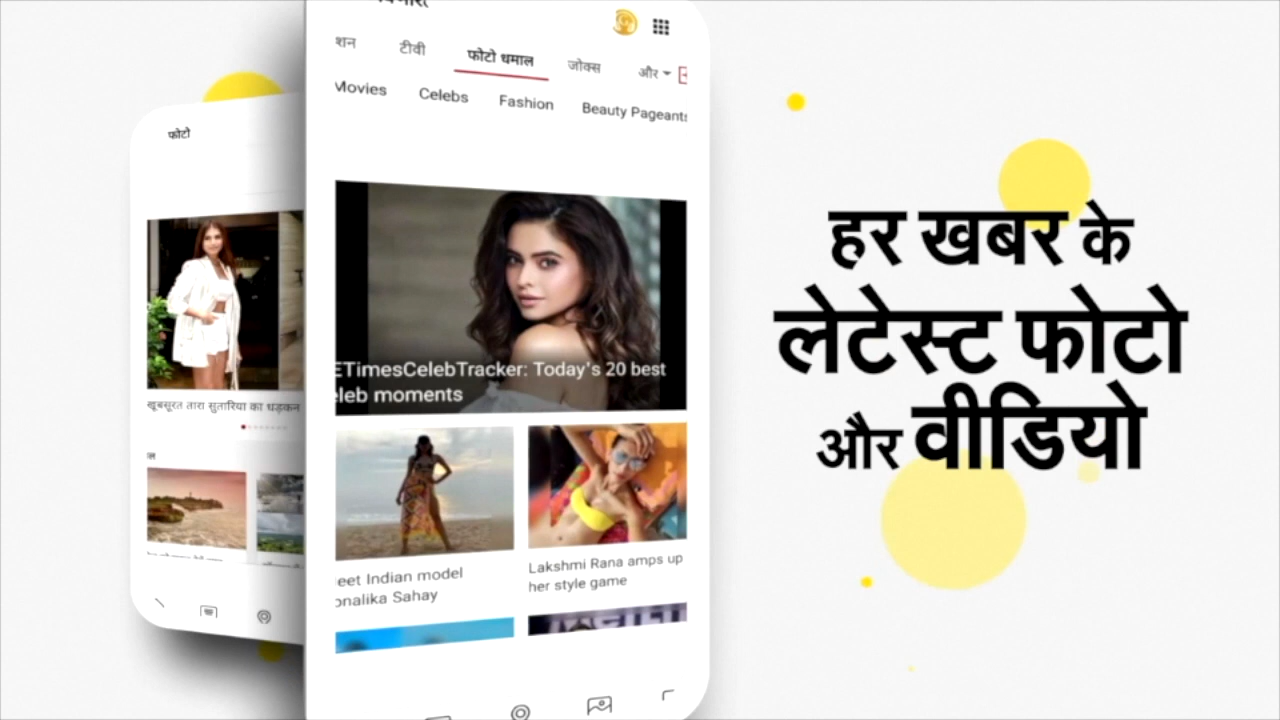 शन टीवी फोटो धमाल जोक्स और
Movies Celebs Fashion Beauty Pageants
फोटो
ETimesCelebTracker: Today's 20 best
eleb moments
खूबसूरत तारा सुतारिया का धड़कन
eet Indian model
onalika Sahay
Lakshmi Rana amps up
her style game
हर खबर के
लेटेस्ट फोटो
और वीडियो